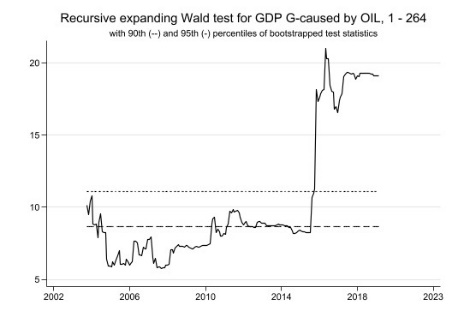 Recursive expanding Wald test for GDP G-caused by OIL, 1 - 264
with 90th (--) and 95th (-) percentiles of bootstrapped test statistics
20
15
10
5
2002 2006 2010 2014 2018 2023